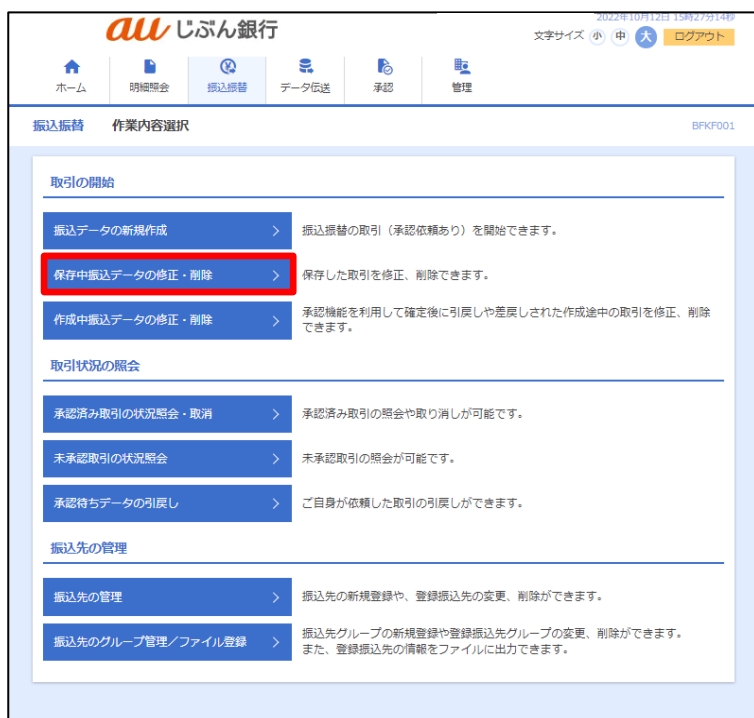 2022年10月12日 15時27分14秒
au じぶん銀行
文字サイズ 小 中 大 ログアウト
ホーム 明細照会 振込振替 データ伝送 承認 管理
振込振替 作業内容選択 BFKF001
取引の開始
振込データの新規作成 振込振替の取引（承認依頼あり）を開始できます。
保存中振込データの修正・削除 保存した取引を修正、削除できます。
作成中振込データの修正・削除 承認機能を利用して確定後に引戻しや差戻しされた作成途中の取引を修正、削除
できます。
取引状況の照会
承認済み取引の状況照会・取消 承認済み取引の照会や取り消しが可能です。
未承認取引の状況照会 未承認取引の照会が可能です。
承認待ちデータの引戻し ご自身が依頼した取引の引戻しができます。
振込先の管理
振込先の管理 振込先の新規登録や、登録振込先の変更、削除ができます。
振込先のグループ管理／ファイル登録 振込先グループの新規登録や登録振込先グループの変更、削除ができます。
また、登録振込先の情報をファイルに出力できます。